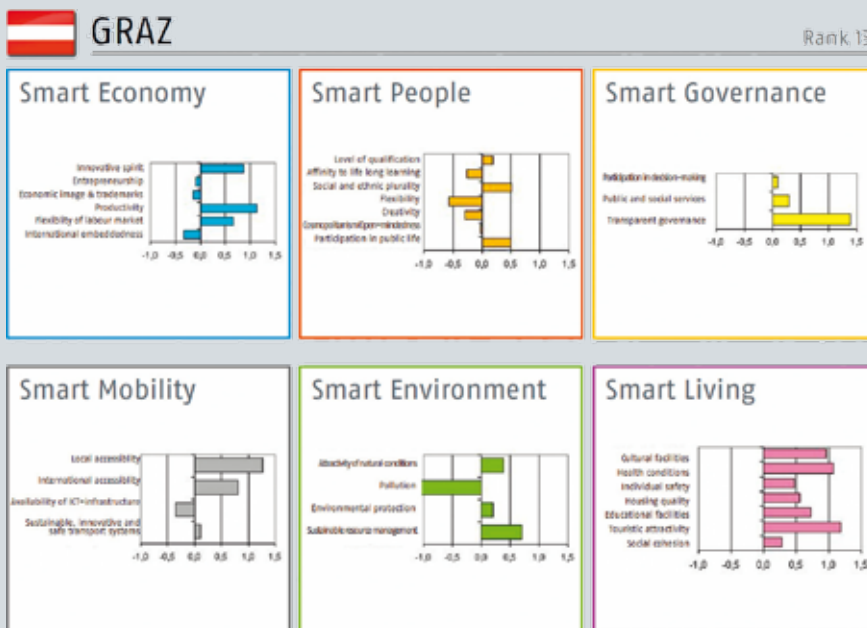 GRAZ
Rank 13
Smart Economy
Innovative spirit
Entrepreneurship
Economic image & trademarks
Productivity
Flexibility of labour market
International embeddedness
-1,0 -0,5 0,0 0,5 1,0 1,5
Smart People
Level of qualification
Affinity to life long learning
Social and ethnic plurality
Flexibility
Creativity
Cosmopolitanism/Open-mindedness
Participation in public life
-1,0 -0,5 0,0 0,5 1,0 1,5
Smart Governance
Participation in decision-making
Public and social services
Transparent governance
-1,0 -0,5 0,0 0,5 1,0 1,5
Smart Mobility
Local accessibility
International accessibility
Availability of ICT-infrastructure
Sustainable, innovative and
safe transport systems
-1,0 -0,5 0,0 0,5 1,0 1,5
Smart Environment
Attractivity of natural conditions
Pollution
Environmental protection
Sustainable resource management
-1,0 -0,5 0,0 0,5 1,0 1,5
Smart Living
Cultural facilities
Health conditions
Individual safety
Housing quality
Educational facilities
Touristic attractivity
Social cohesion
-1,0 -0,5 0,0 0,5 1,0 1,5